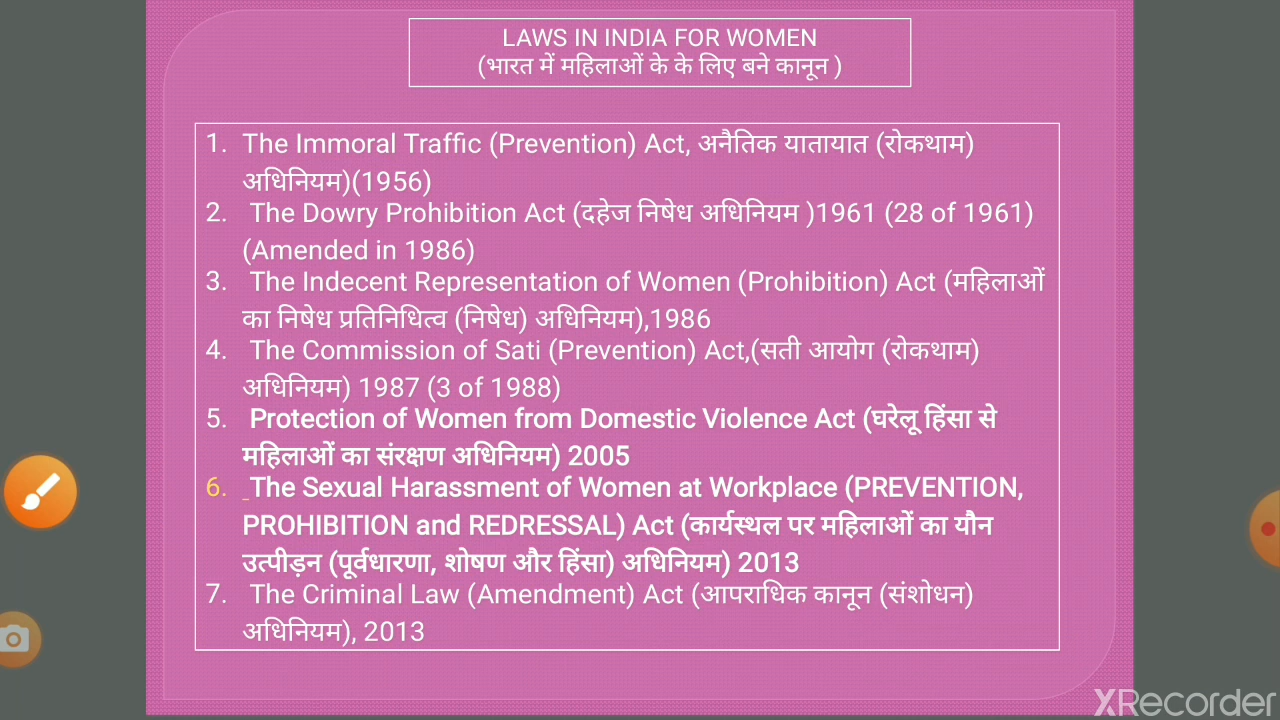 LAWS IN INDIA FOR WOMEN
(भारत में महिलाओं के के लिए बने कानून )
1. The Immoral Traffic (Prevention) Act, अनैतिक यातायात (रोकथाम)
अधिनियम)(1956)
2. The Dowry Prohibition Act (दहेज निषेध अधिनियम )1961 (28 of 1961)
(Amended in 1986)
3. The Indecent Representation of Women (Prohibition) Act (महिलाओं
का निषेध प्रतिनिधित्व (निषेध) अधिनियम),1986
4. The Commission of Sati (Prevention) Act,(सती आयोग (रोकथाम)
अधिनियम) 1987 (3 of 1988)
5. Protection of Women from Domestic Violence Act (घरेलू हिंसा से
महिलाओं का संरक्षण अधिनियम) 2005
6. The Sexual Harassment of Women at Workplace (PREVENTION,
PROHIBITION and REDRESSAL) Act (कार्यस्थल पर महिलाओं का यौन
उत्पीड़न (पूर्वधारणा, शोषण और हिंसा) अधिनियम) 2013
7. The Criminal Law (Amendment) Act (आपराधिक कानून (संशोधन)
अधिनियम), 2013
XRecorder